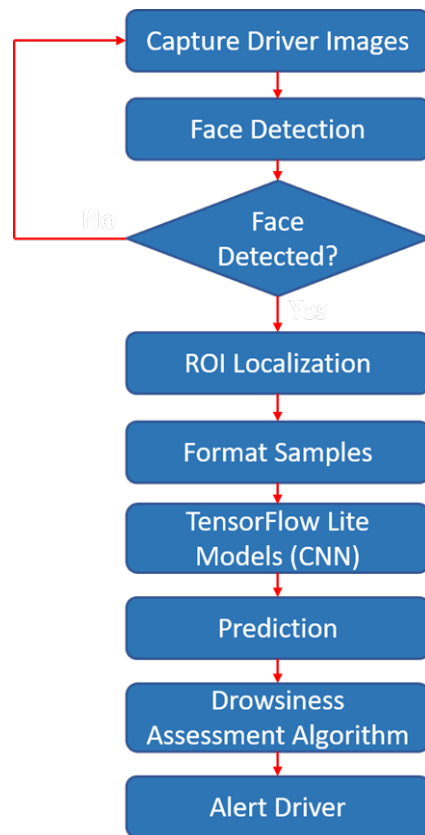 Capture Driver Images
Face Detection
Face
Detected?
No
Yes
ROI Localization
Format Samples
TensorFlow Lite
Models (CNN)
Prediction
Drowsiness
Assessment Algorithm
Alert Driver